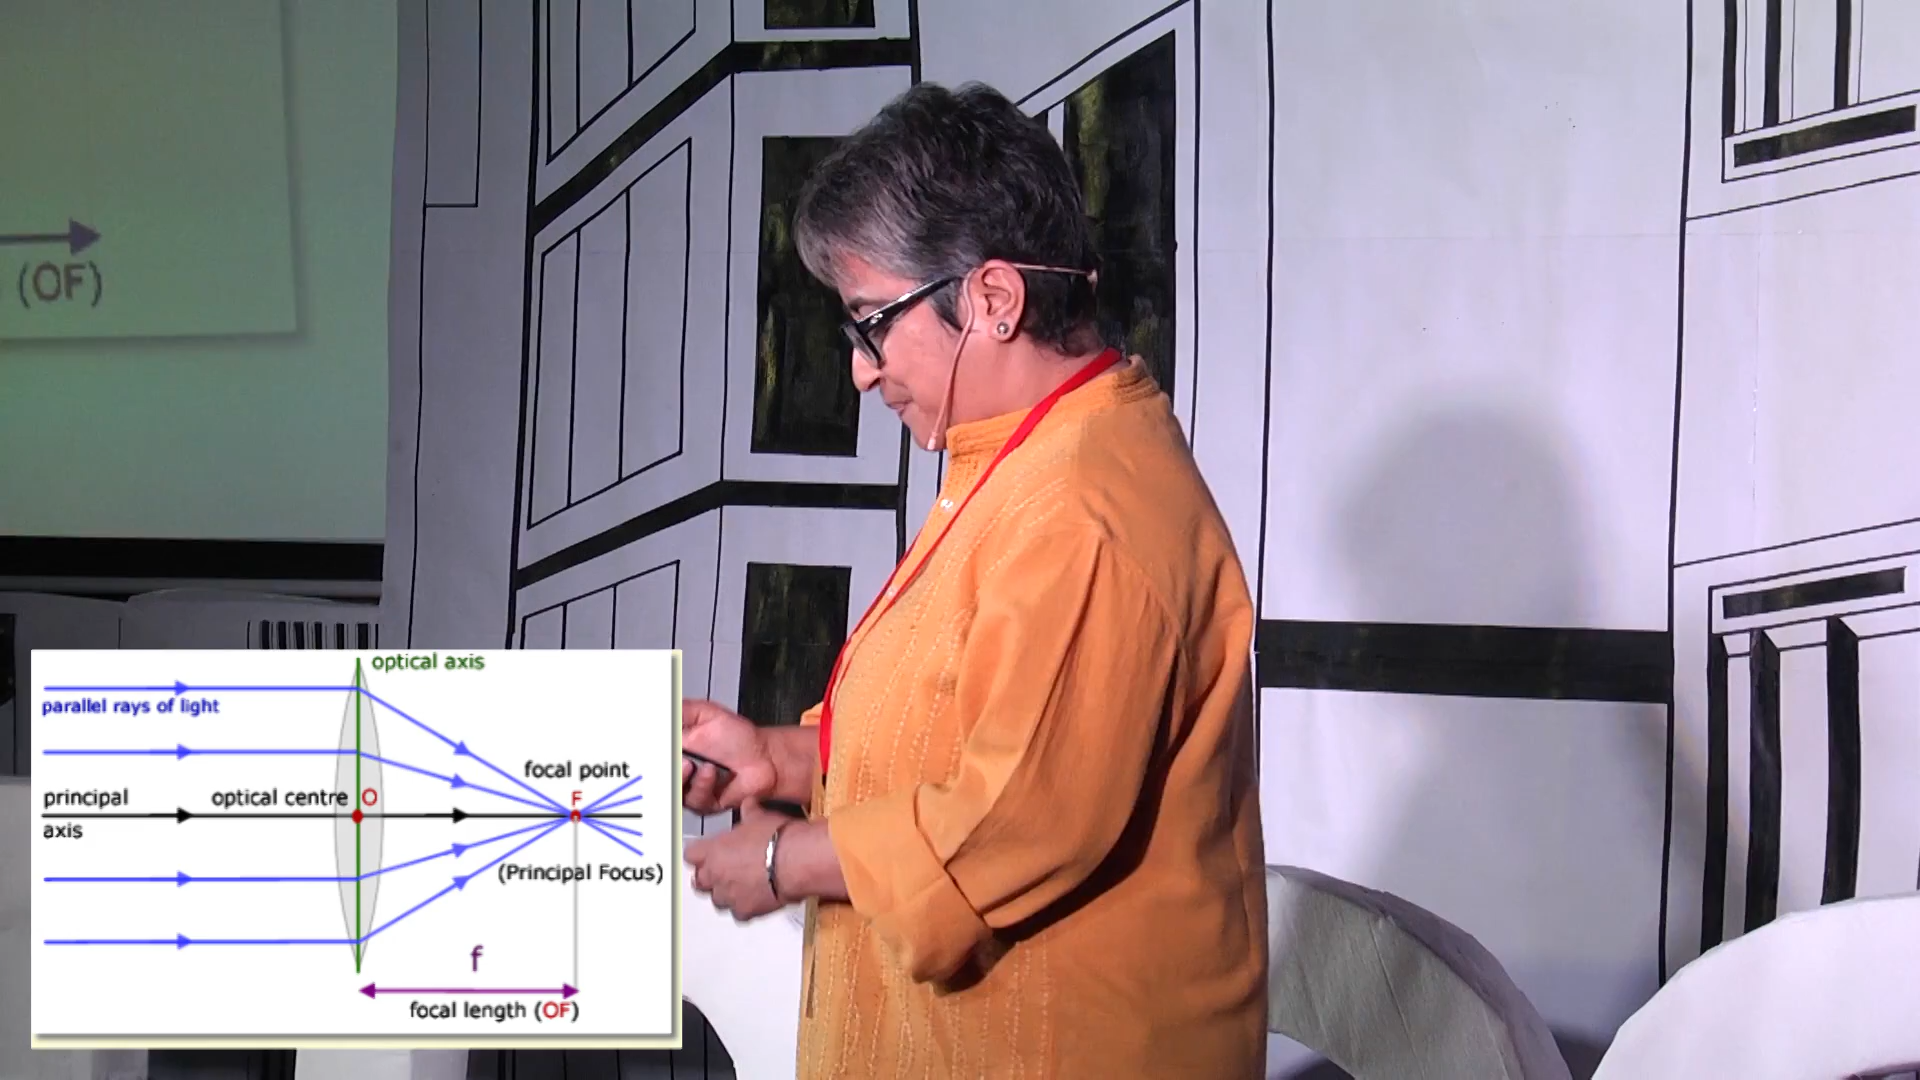 (OF)
optical axis
parallel rays of light
focal point
principal
optical centre O
F
axis
(Principal Focus)
f
focal length (OF)